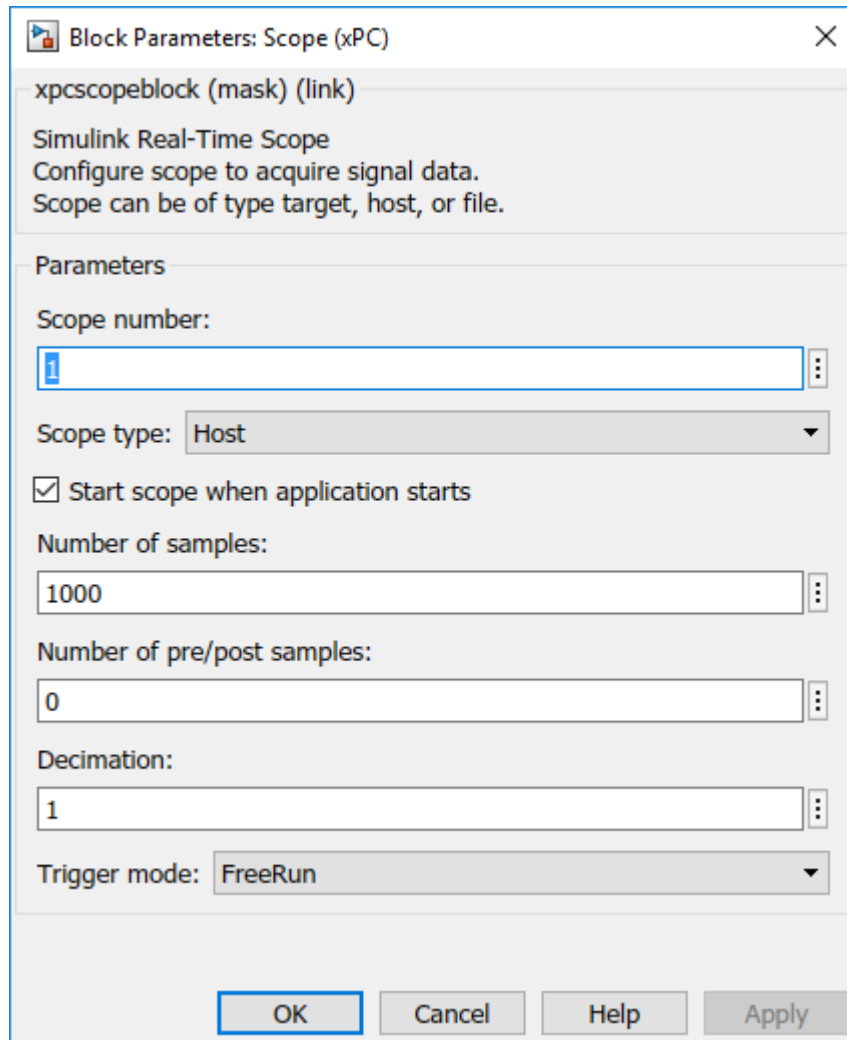 Block Parameters: Scope (xPC)
xpcscopeblock (mask) (link)
Simulink Real-Time Scope
Configure scope to acquire signal data.
Scope can be of type target, host, or file.
Parameters
Scope number:
1
Scope type: Host
Start scope when application starts
Number of samples:
1000
Number of pre/post samples:
0
Decimation:
1
Trigger mode: FreeRun
OK Cancel Help Apply